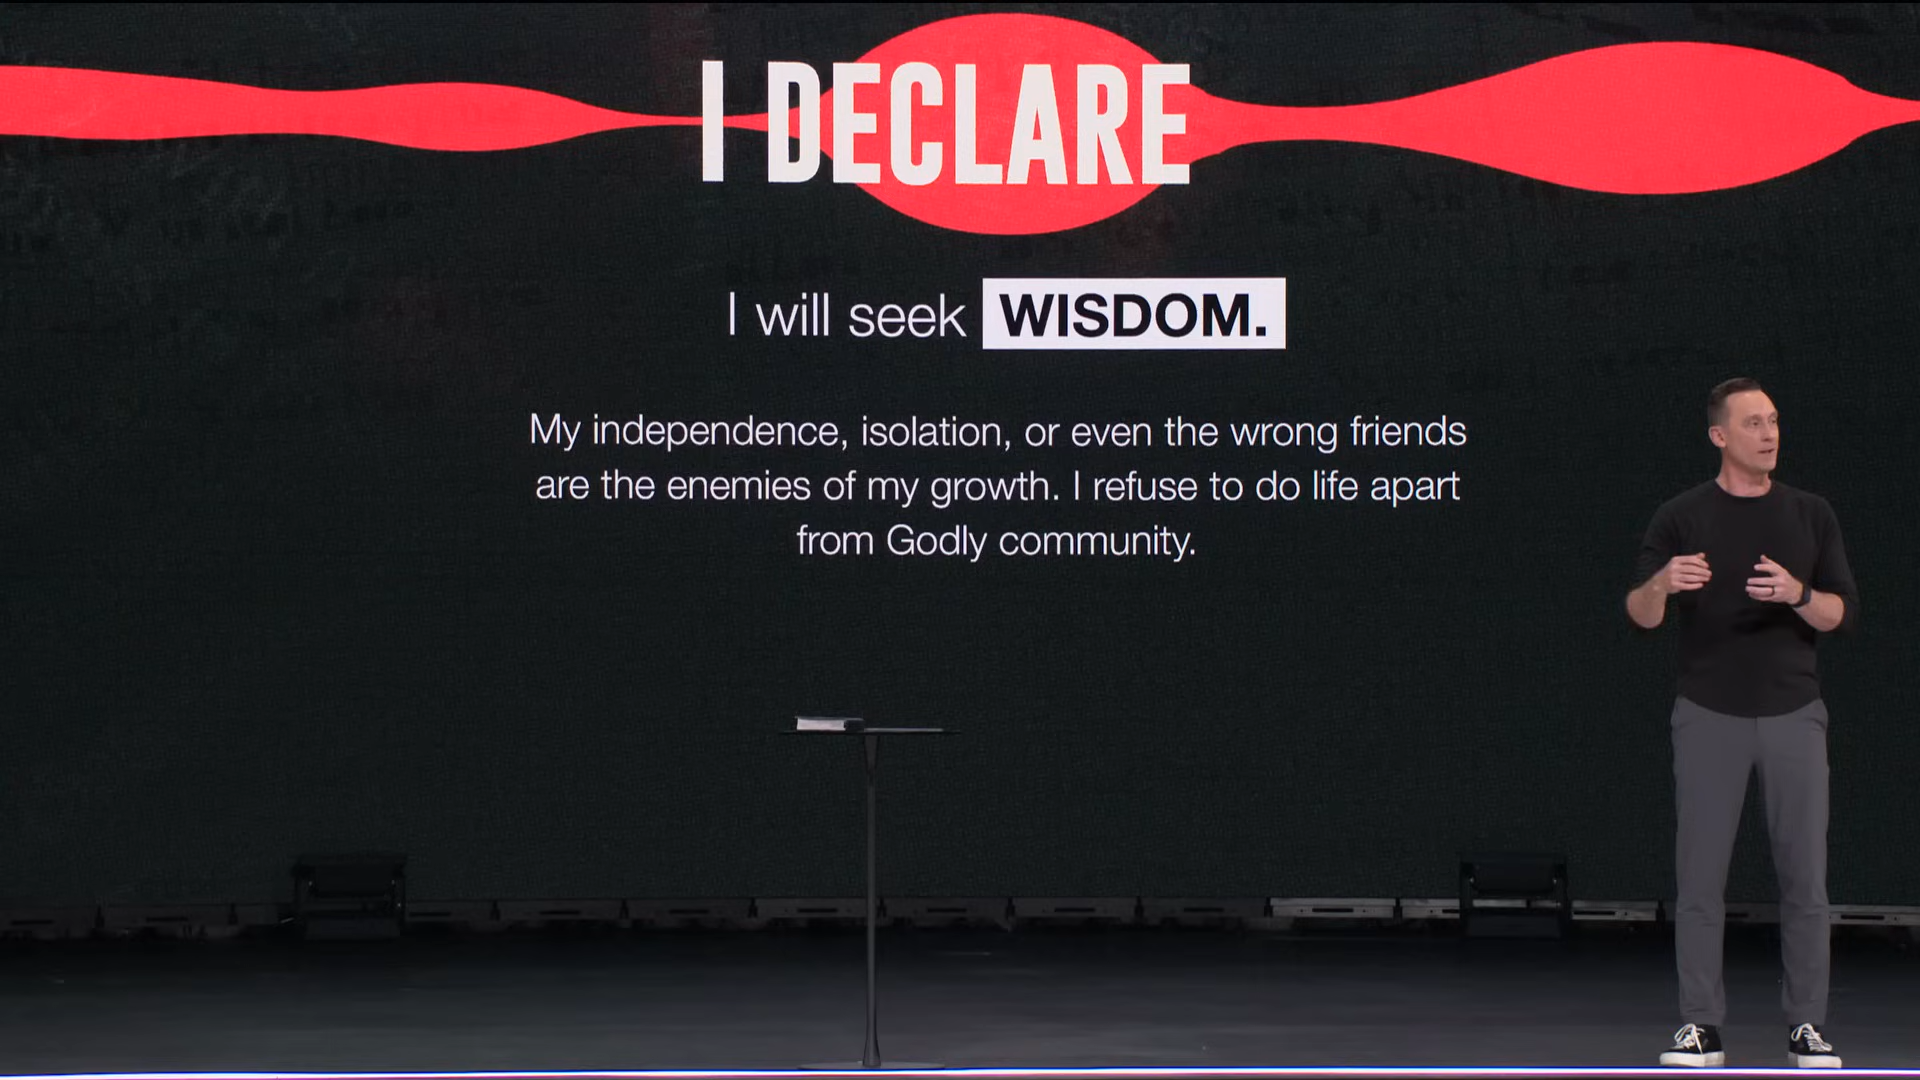 I DECLARE
I will seek WISDOM.
My independence, isolation, or even the wrong friends
are the enemies of my growth. I refuse to do life apart
from Godly community.